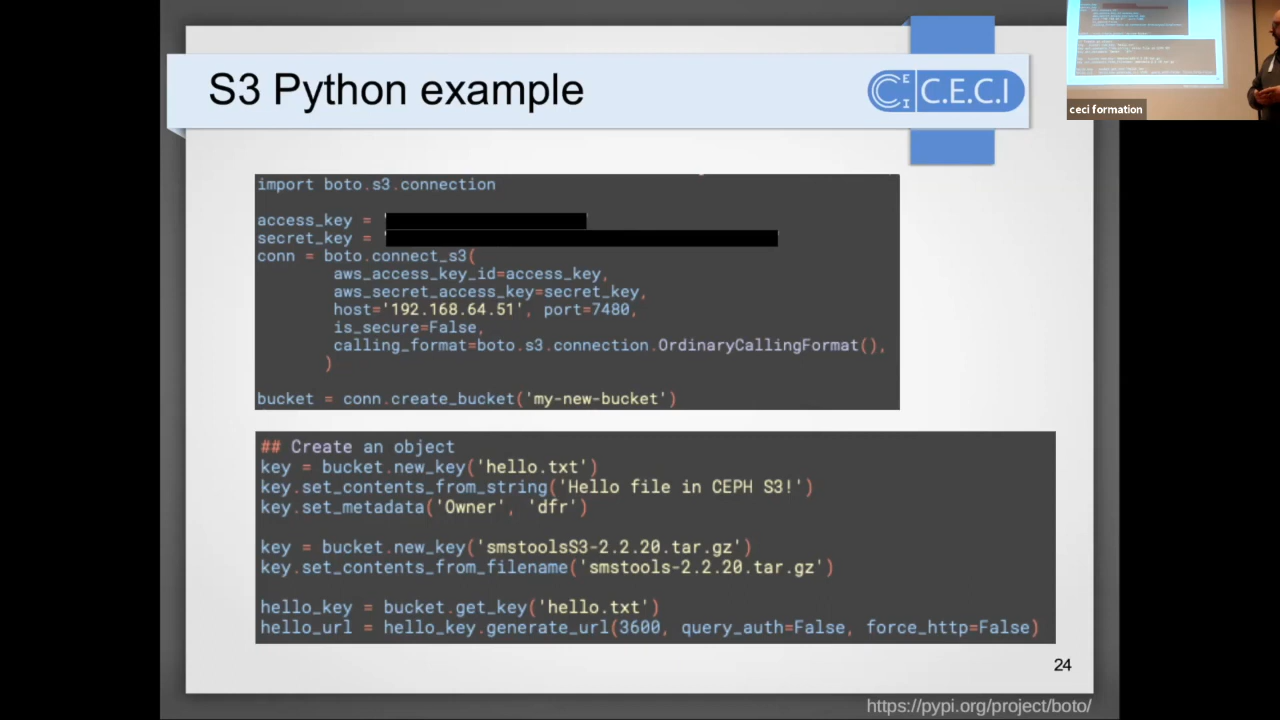 S3 Python example
C E C I
C.E.C.I
ceci formation
import boto.s3.connection
access_key = '
secret_key = '
conn = boto.connect_s3(
aws_access_key_id=access_key,
aws_secret_access_key=secret_key,
host='192.168.64.51', port=7480,
is_secure=False,
calling_format=boto.s3.connection.OrdinaryCallingFormat(),
)
bucket = conn.create_bucket('my-new-bucket')
## Create an object
key = bucket.new_key('hello.txt')
key.set_contents_from_string('Hello file in CEPH S3!')
key.set_metadata('Owner', 'dfr')
key = bucket.new_key('smstoolsS3-2.2.20.tar.gz')
key.set_contents_from_filename('smstools-2.2.20.tar.gz')
hello_key = bucket.get_key('hello.txt')
hello_url = hello_key.generate_url(3600, query_auth=False, force_http=False)
24
https://pypi.org/project/boto/